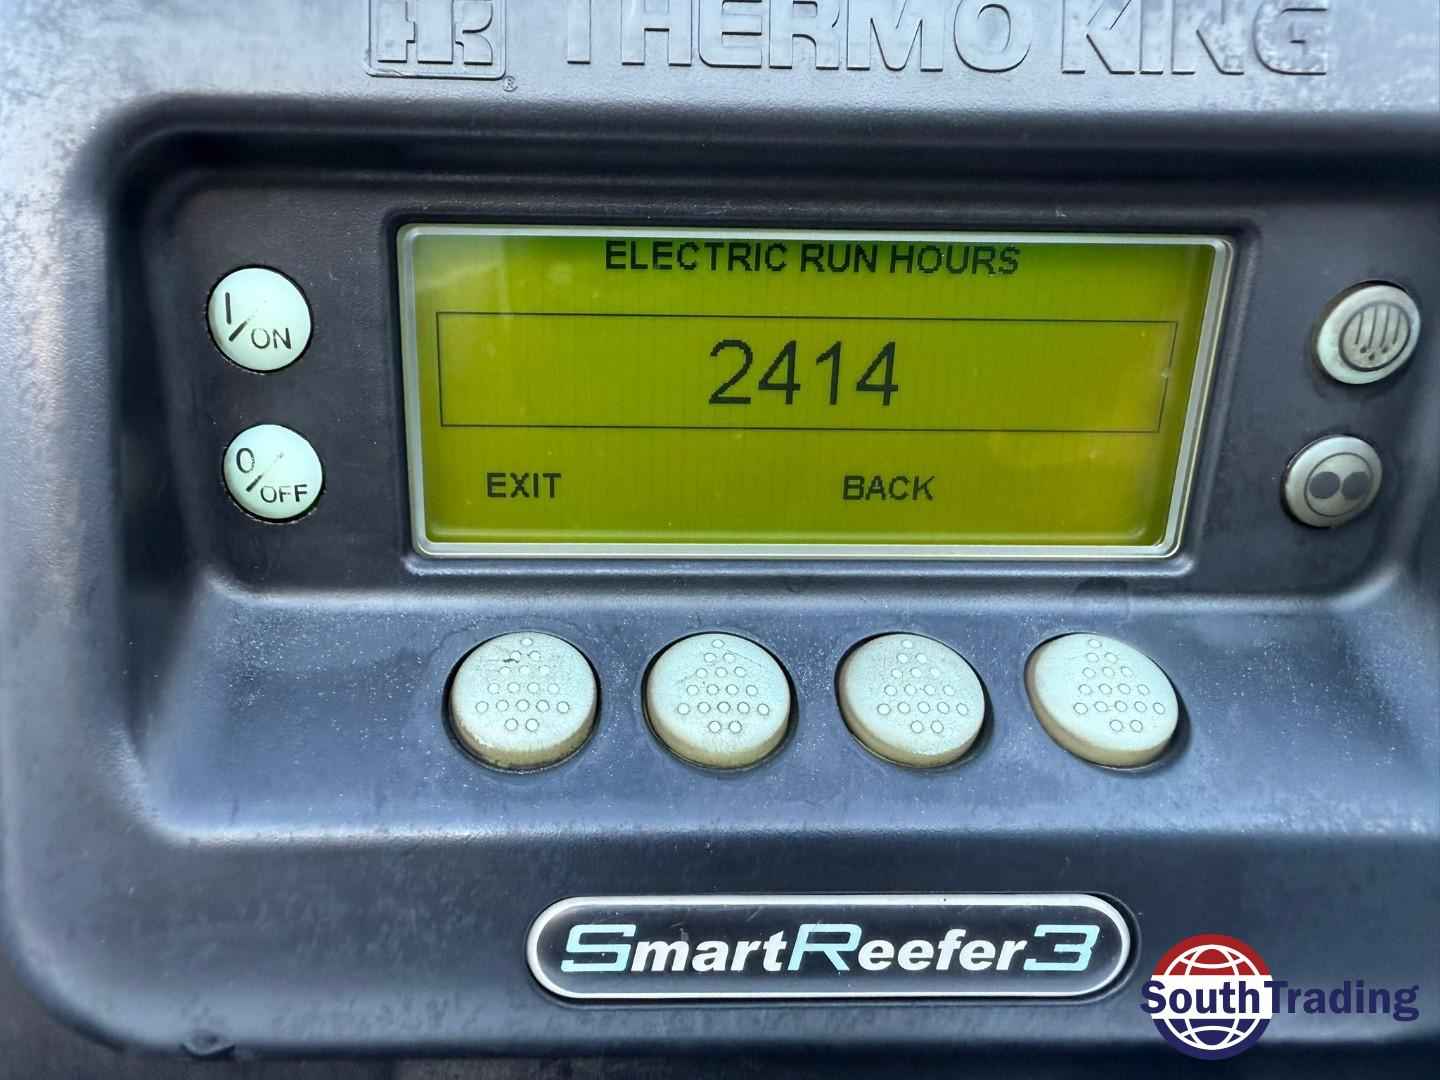 THERMO KING
ELECTRIC RUN HOURS
I/ON
2414
O/OFF
EXIT BACK
SmartReefer3
SouthTrading